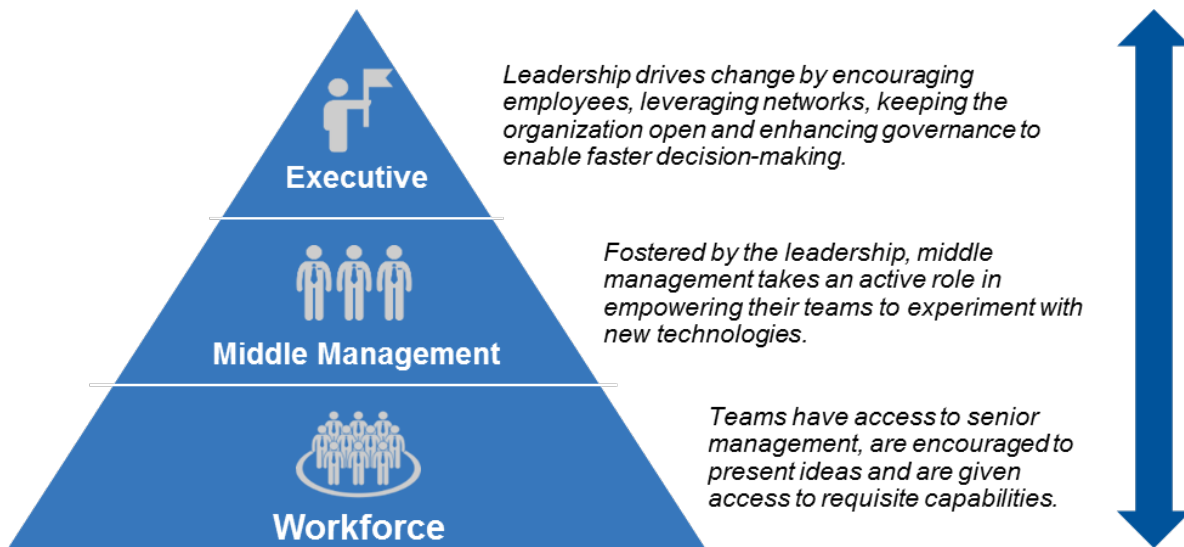 Leadership drives change by encouraging
employees, leveraging networks, keeping the
organization open and enhancing governance to
enable faster decision-making.
Executive
Fostered by the leadership, middle
management takes an active role in
empowering their teams to experiment with
new technologies.
Middle Management
Teams have access to senior
management, are encouraged to
present ideas and are given
access to requisite capabilities.
Workforce